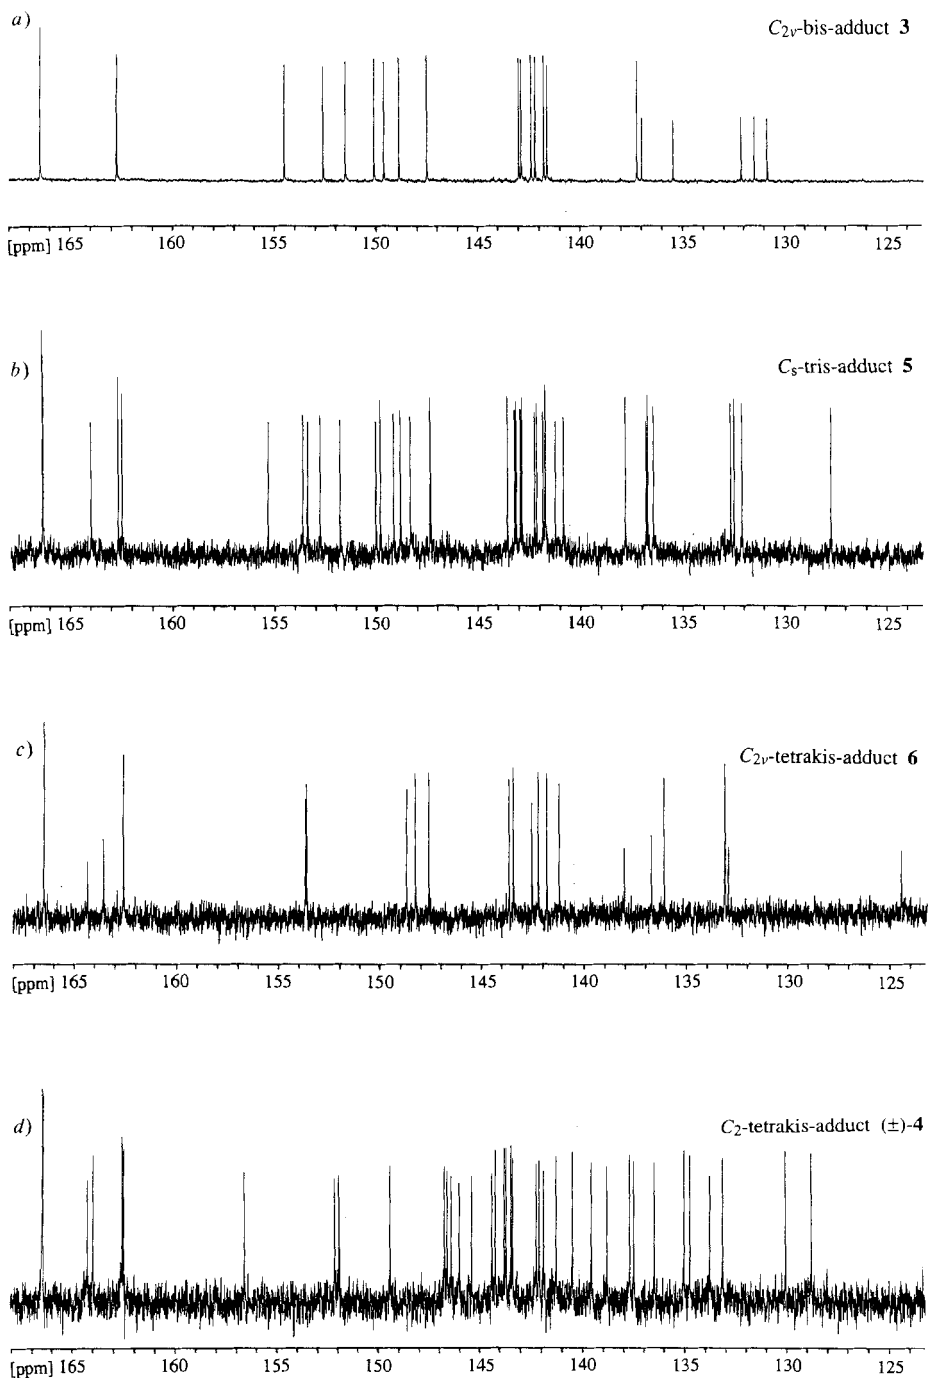 a)
C2v-bis-adduct 3
[ppm] 165 160 155 150 145 140 135 130 125
b)
Cs-tris-adduct 5
[ppm] 165 160 155 150 145 140 135 130 125
c)
C2v-tetrakis-adduct 6
[ppm] 165 160 155 150 145 140 135 130 125
d)
C2-tetrakis-adduct (±)-4
[ppm] 165 160 155 150 145 140 135 130 125